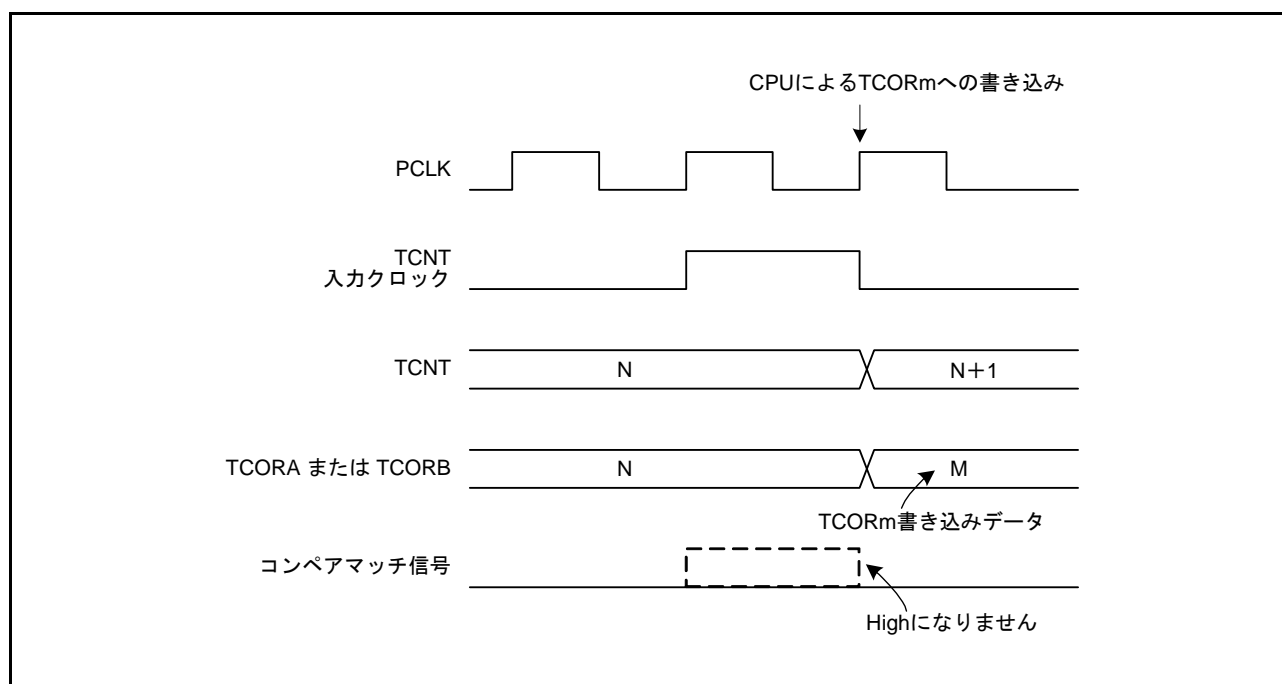 CPUによるTCORmへの書き込み
PCLK
TCNT
入力クロック
TCNT
N
N+1
TCORA または TCORB
N
M
TCORm書き込みデータ
コンペアマッチ信号
Highになりません